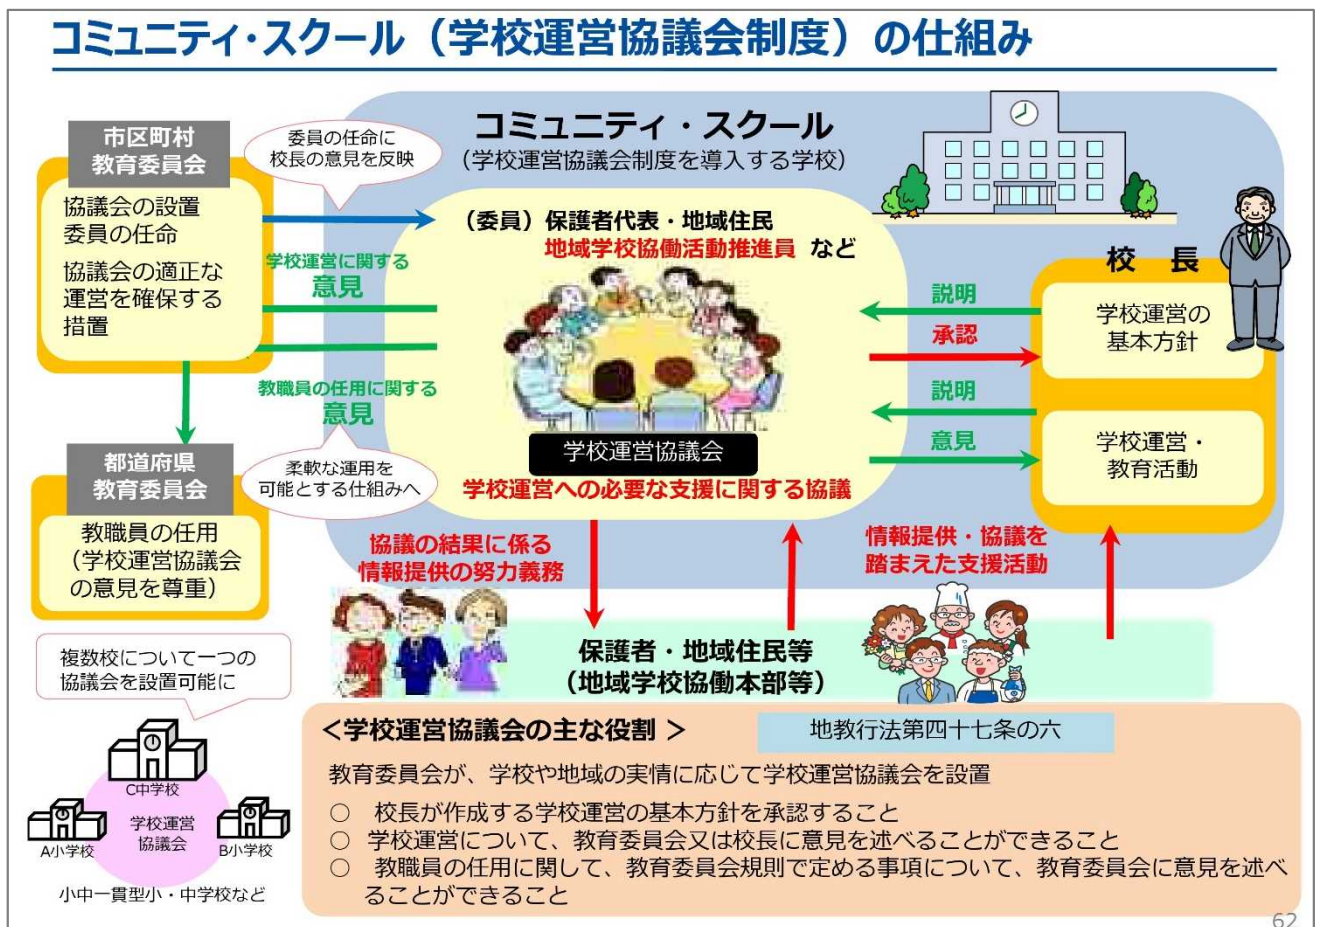 コミュニティ・スクール（学校運営協議会制度）の仕組み
市区町村
教育委員会
協議会の設置
委員の任命
協議会の適正な
運営を確保する
措置
委員の任命に
校長の意見を反映
コミュニティ・スクール
（学校運営協議会制度を導入する学校）
（委員）保護者代表・地域住民
地域学校協働活動推進員 など
学校運営に関する
意見
教職員の任用に関する
意見
柔軟な運用を
可能とする仕組みへ
都道府県
教育委員会
教職員の任用
（学校運営協議会
の意見を尊重）
学校運営協議会
学校運営への必要な支援に関する協議
校 長
説明
承認
学校運営の
基本方針
説明
意見
学校運営・
教育活動
協議の結果に係る
情報提供の努力義務
情報提供・協議を
踏まえた支援活動
保護者・地域住民等
（地域学校協働本部等）
複数校について一つの
協議会を設置可能に
C中学校
A小学校
学校運営
協議会
B小学校
小中一貫型小・中学校など
＜学校運営協議会の主な役割 ＞
地教行法第四十七条の六
教育委員会が、学校や地域の実情に応じて学校運営協議会を設置
○ 校長が作成する学校運営の基本方針を承認すること
○ 学校運営について、教育委員会又は校長に意見を述べることができること
○ 教職員の任用に関して、教育委員会規則で定める事項について、教育委員会に意見を述べ
ることができること
62